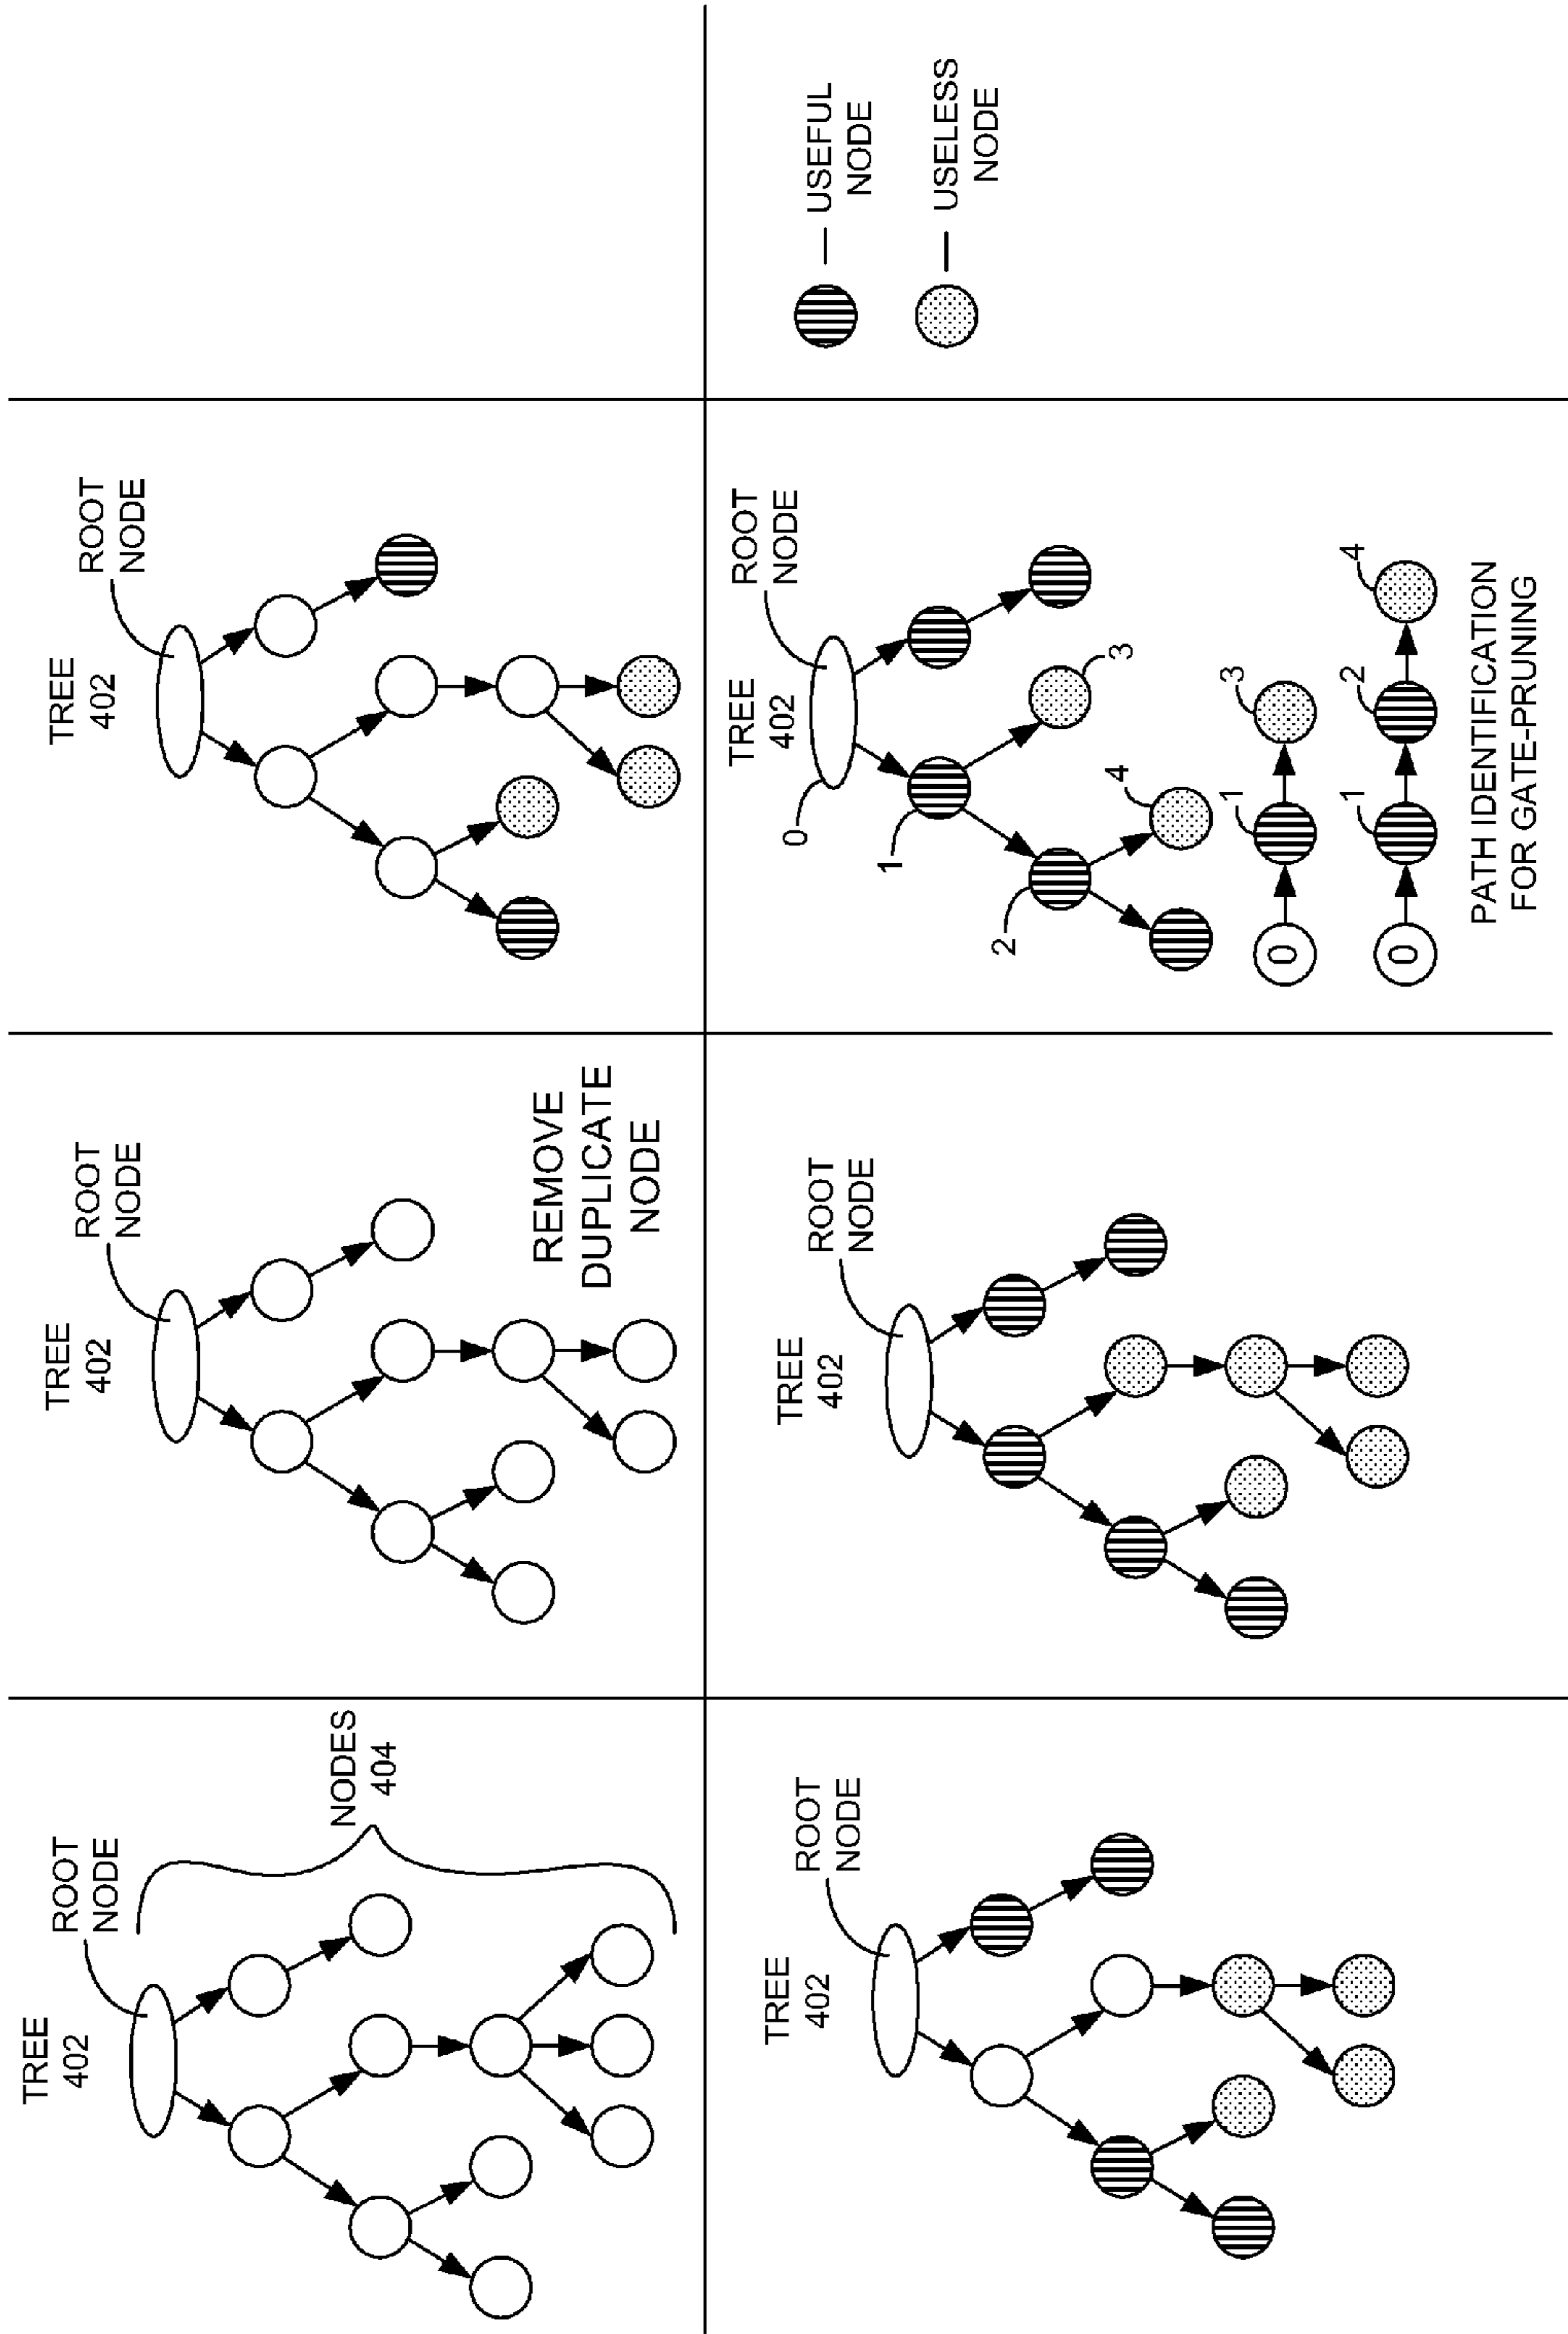 TREE
402
ROOT
NODE
NODES
404
TREE
402
ROOT
NODE
REMOVE
DUPLICATE
NODE
TREE
402
ROOT
NODE
TREE
402
ROOT
NODE
TREE
402
ROOT
NODE
TREE
402
ROOT
NODE
0
1
2
3
4
0
1
3
0
1
2
4
PATH IDENTIFICATION
FOR GATE-PRUNING
— USEFUL
NODE
— USELESS
NODE